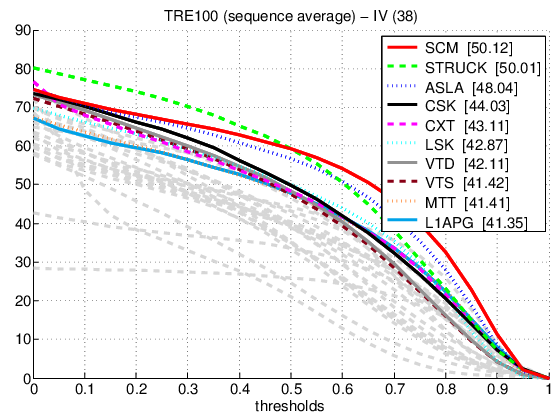 TRE100 (sequence average) − IV (38)
90
80
70
60
50
40
30
20
10
0
SCM [50.12]
STRUCK [50.01]
ASLA [48.04]
CSK [44.03]
CXT [43.11]
LSK [42.87]
VTD [42.11]
VTS [41.42]
MTT [41.41]
L1APG [41.35]
0 0.1 0.2 0.3 0.4 0.5 0.6 0.7 0.8 0.9 1
thresholds